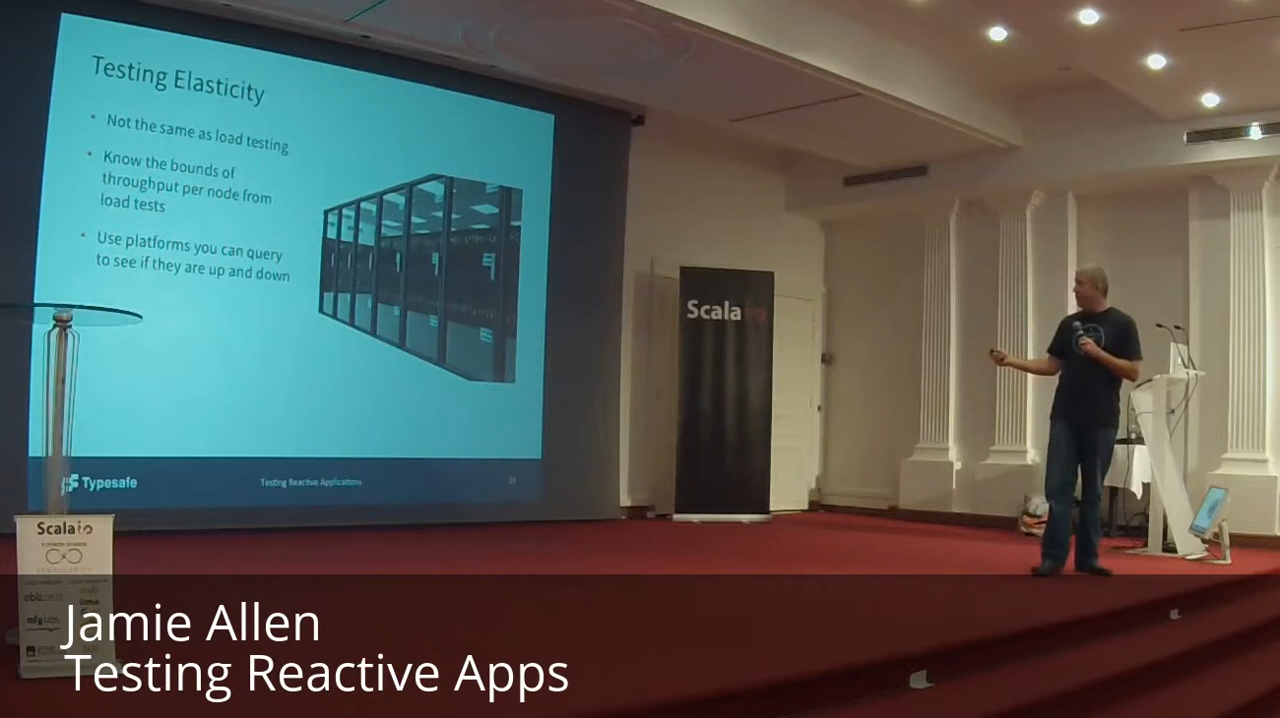 Testing Elasticity
• Not the same as load testing
• Know the bounds of
throughput per node from
load tests
• Use platforms you can query
to see if they are up and down
Typesafe
Testing Reactive Applications
Scala io
Scala io
Jamie Allen
Testing Reactive Apps